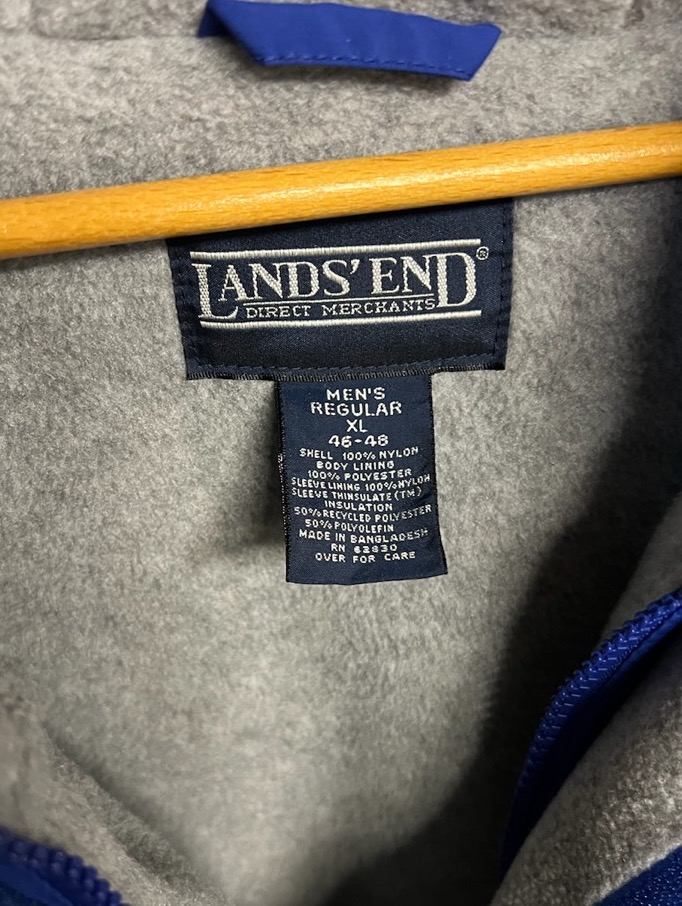 LANDS' END®
DIRECT MERCHANTS
MEN'S
REGULAR
XL
46-48
SHELL 100% NYLON
BODY LINING
100% POLYESTER
SLEEVE LINING 100% NYLON
SLEEVE THINSULATE (TM)
INSULATION
50% RECYCLED POLYESTER
50% POLYOLEFIN
MADE IN BANGLADESH
RN 62830
OVER FOR CARE